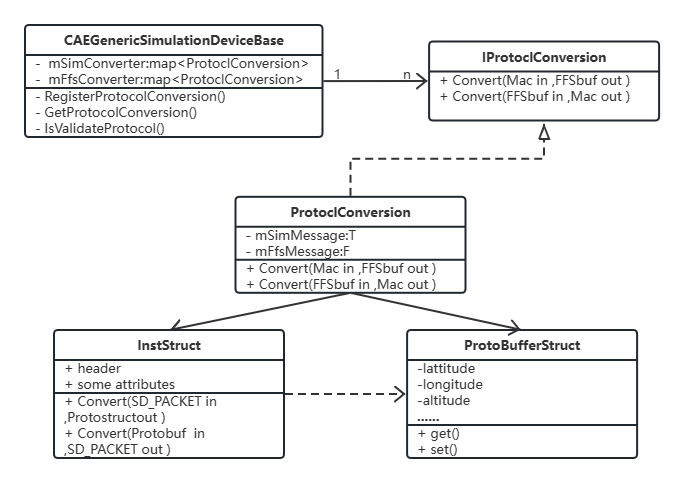 CAEGenericSimulationDeviceBase
- mSimConverter:map<ProtoclConversion>
- mFfsConverter:map<ProtoclConversion>
- RegisterProtocolConversion()
- GetProtocolConversion()
- IsValidateProtocol()
1
n
IProtoclConversion
+ Convert(Mac in ,FFSbuf out )
+ Convert(FFSbuf in ,Mac out )
ProtoclConversion
- mSimMessage:T
- mFfsMessage:F
+ Convert(Mac in ,FFSbuf out )
+ Convert(FFSbuf in ,Mac out )
InstStruct
+ header
+ some attributes
+ Convert(SD_PACKET in
,Protostructout )
+ Convert(Protobuf in
,SD_PACKET out )
ProtoBufferStruct
-lattitude
-longitude
-altitude
......
+ get()
+ set()